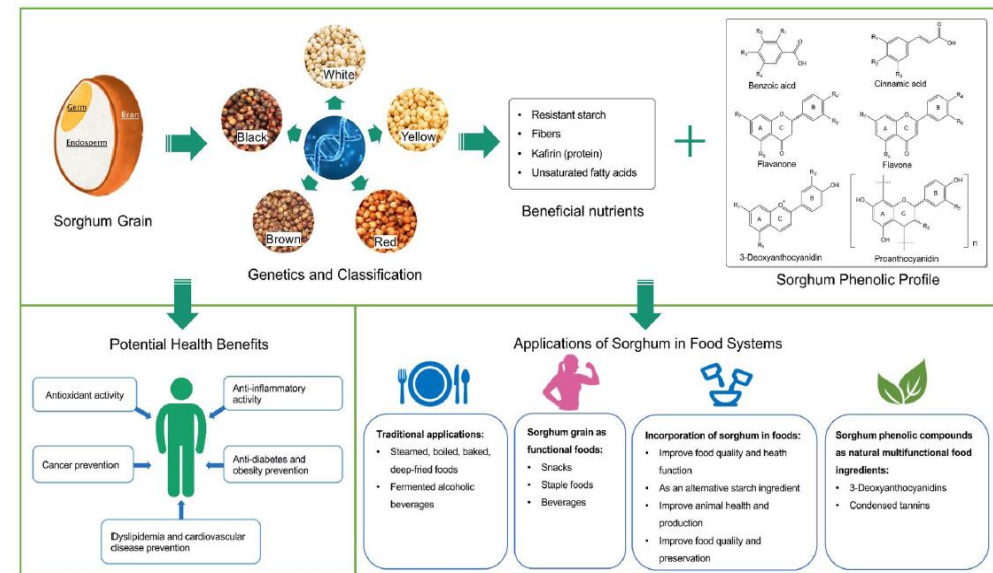 Germ
Bran
Endosperm
Sorghum Grain
White
Black
Yellow
Brown
Red
Genetics and Classification
• Resistant starch
• Fibers
• Kafirin (protein)
• Unsaturated fatty acids
Beneficial nutrients
Benzoic aicd
Cinnamic acid
Flavanone
Flavone
3-Deoxyanthocyanidin
Proanthocyanidin
Sorghum Phenolic Profile
Potential Health Benefits
Antioxidant activity
Anti-inflammatory
activity
Cancer prevention
Anti-diabetes and
obesity prevention
Dyslipidemia and cardiovascular
disease prevention
Applications of Sorghum in Food Systems
Traditional applications:
• Steamed, boiled, baked,
deep-fried foods
• Fermented alcoholic
beverages
Sorghum grain as
functional foods:
• Snacks
• Staple foods
• Beverages
Incorporation of sorghum in foods:
• Improve food quality and heath
function
• As an alternative starch ingredient
• Improve animal health and
production
• Improve food quality and
preservation
Sorghum phenolic compounds
as natural multifunctional food
ingredients:
• 3-Deoxyanthocyanidins
• Condensed tannins